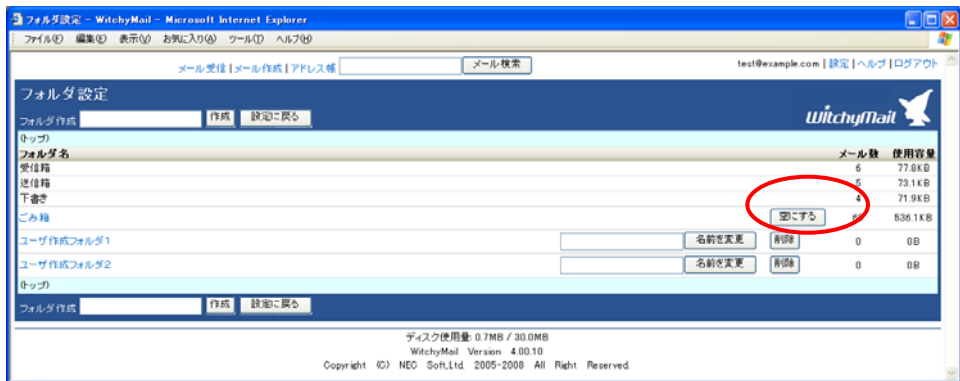 フォルダ設定 - WitchyMail - Microsoft Internet Explorer
ファイル(F) 編集(E) 表示(V) お気に入り(A) ツール(T) ヘルプ(H)
メール受信 | メール作成 | アドレス帳 メール検索 test@example.com | 設定 | ヘルプ | ログアウト
フォルダ設定
フォルダ作成 作成 設定に戻る WitchyMail
(トップ)
フォルダ名 メール数 使用容量
受信箱 6 77.8KB
送信箱 5 73.1KB
下書き 4 71.9KB
ごみ箱 空にする 536.1KB
ユーザ作成フォルダ1 名前を変更 削除 0 0B
ユーザ作成フォルダ2 名前を変更 削除 0 0B
(トップ)
フォルダ作成 作成 設定に戻る
ディスク使用量: 0.7MB / 30.0MB
WitchyMail Version 4.00.10
Copyright (C) NEC Soft,Ltd. 2005-2008 All Right Reserved.